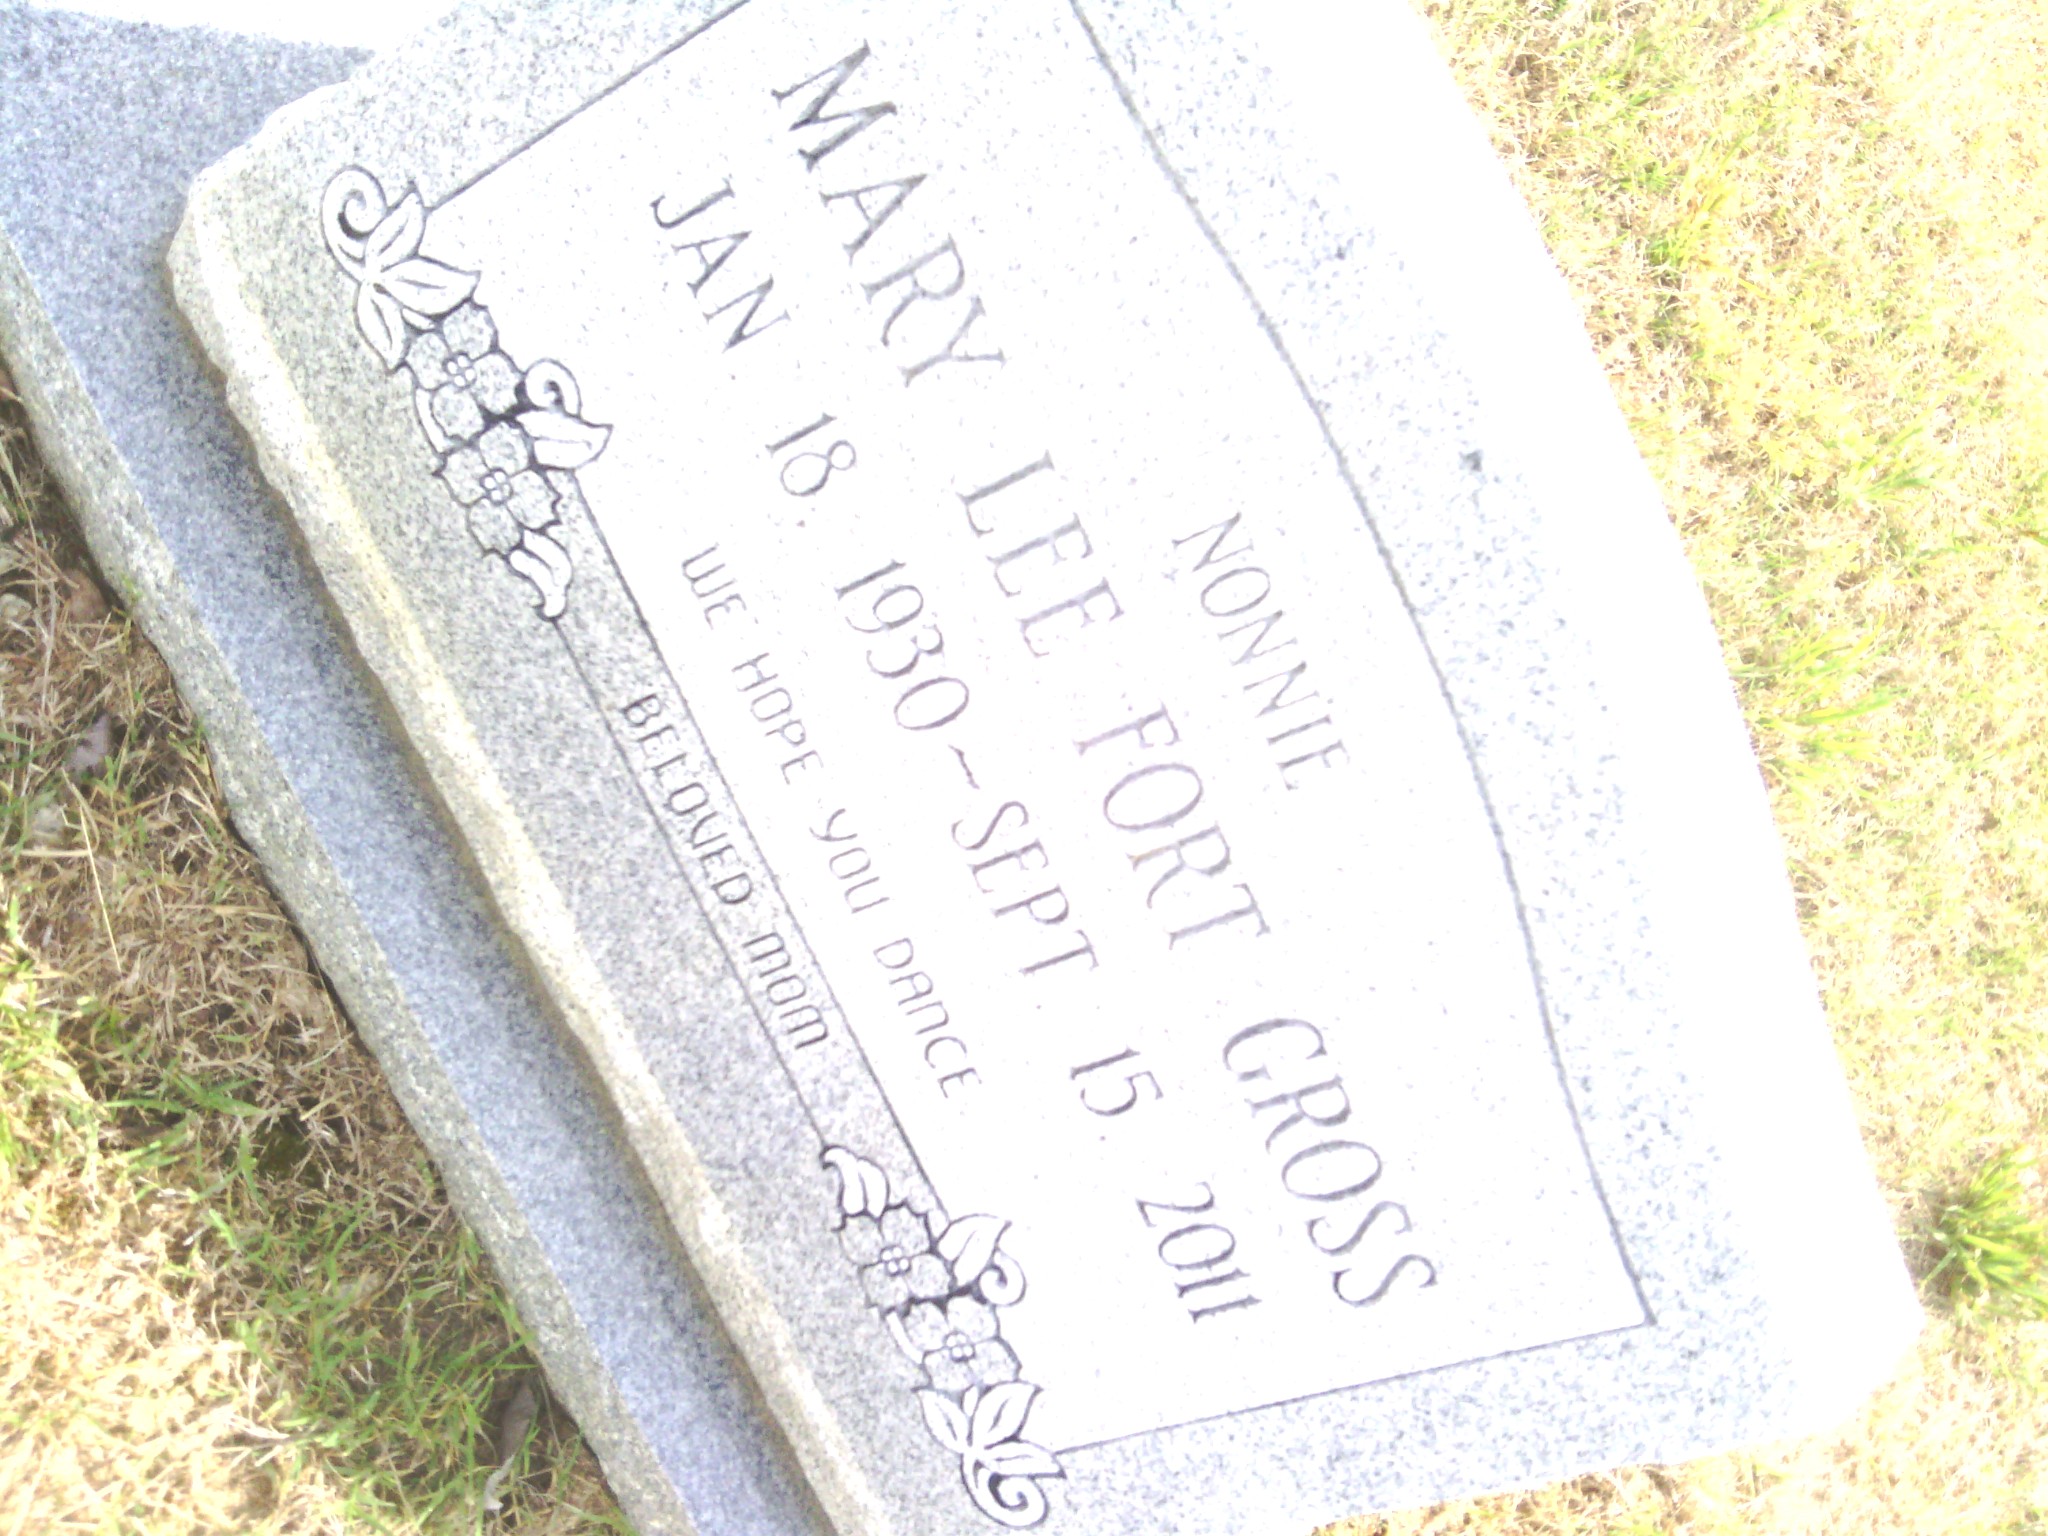 NONNIE
MARY LEE FORT GROSS
JAN 18, 1930~SEPT 15, 2011
WE HOPE YOU DANCE
BELOVED MOM